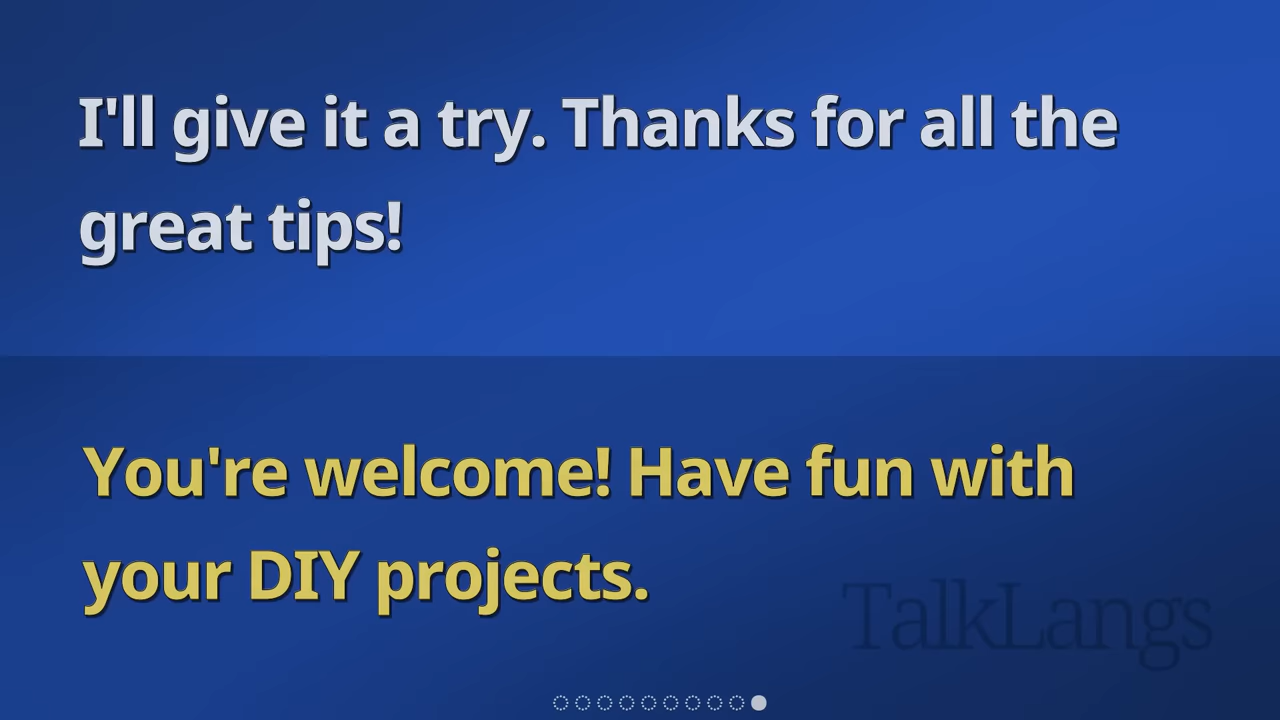 I'll give it a try. Thanks for all the
great tips!
You're welcome! Have fun with
your DIY projects.
TalkLangs